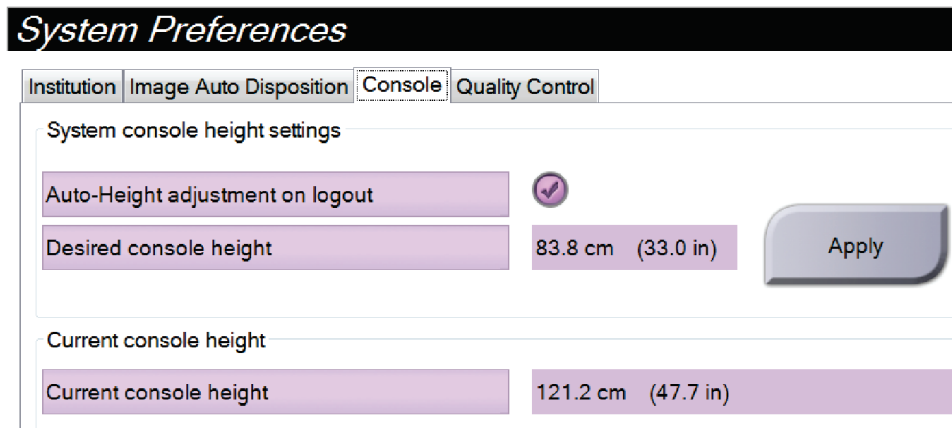 System Preferences
Institution Image Auto Disposition Console Quality Control
System console height settings
Auto-Height adjustment on logout
Desired console height 83.8 cm (33.0 in) Apply
Current console height
Current console height 121.2 cm (47.7 in)